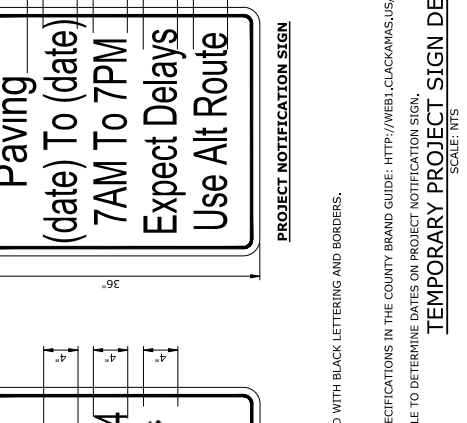 Paving
(date) To (date)
7AM To 7PM
Expect Delays
Use Alt Route
PROJECT NOTIFICATION SIGN
36"
4"
4"
4"
WITH BLACK LETTERING AND BORDERS.
IN THE COUNTY BRAND GUIDE: HTTP://WEB1.CLACKAMAS.US/
TO DETERMINE DATES ON PROJECT NOTIFICATION SIGN.
TEMPORARY PROJECT SIGN DE
SCALE: NTS